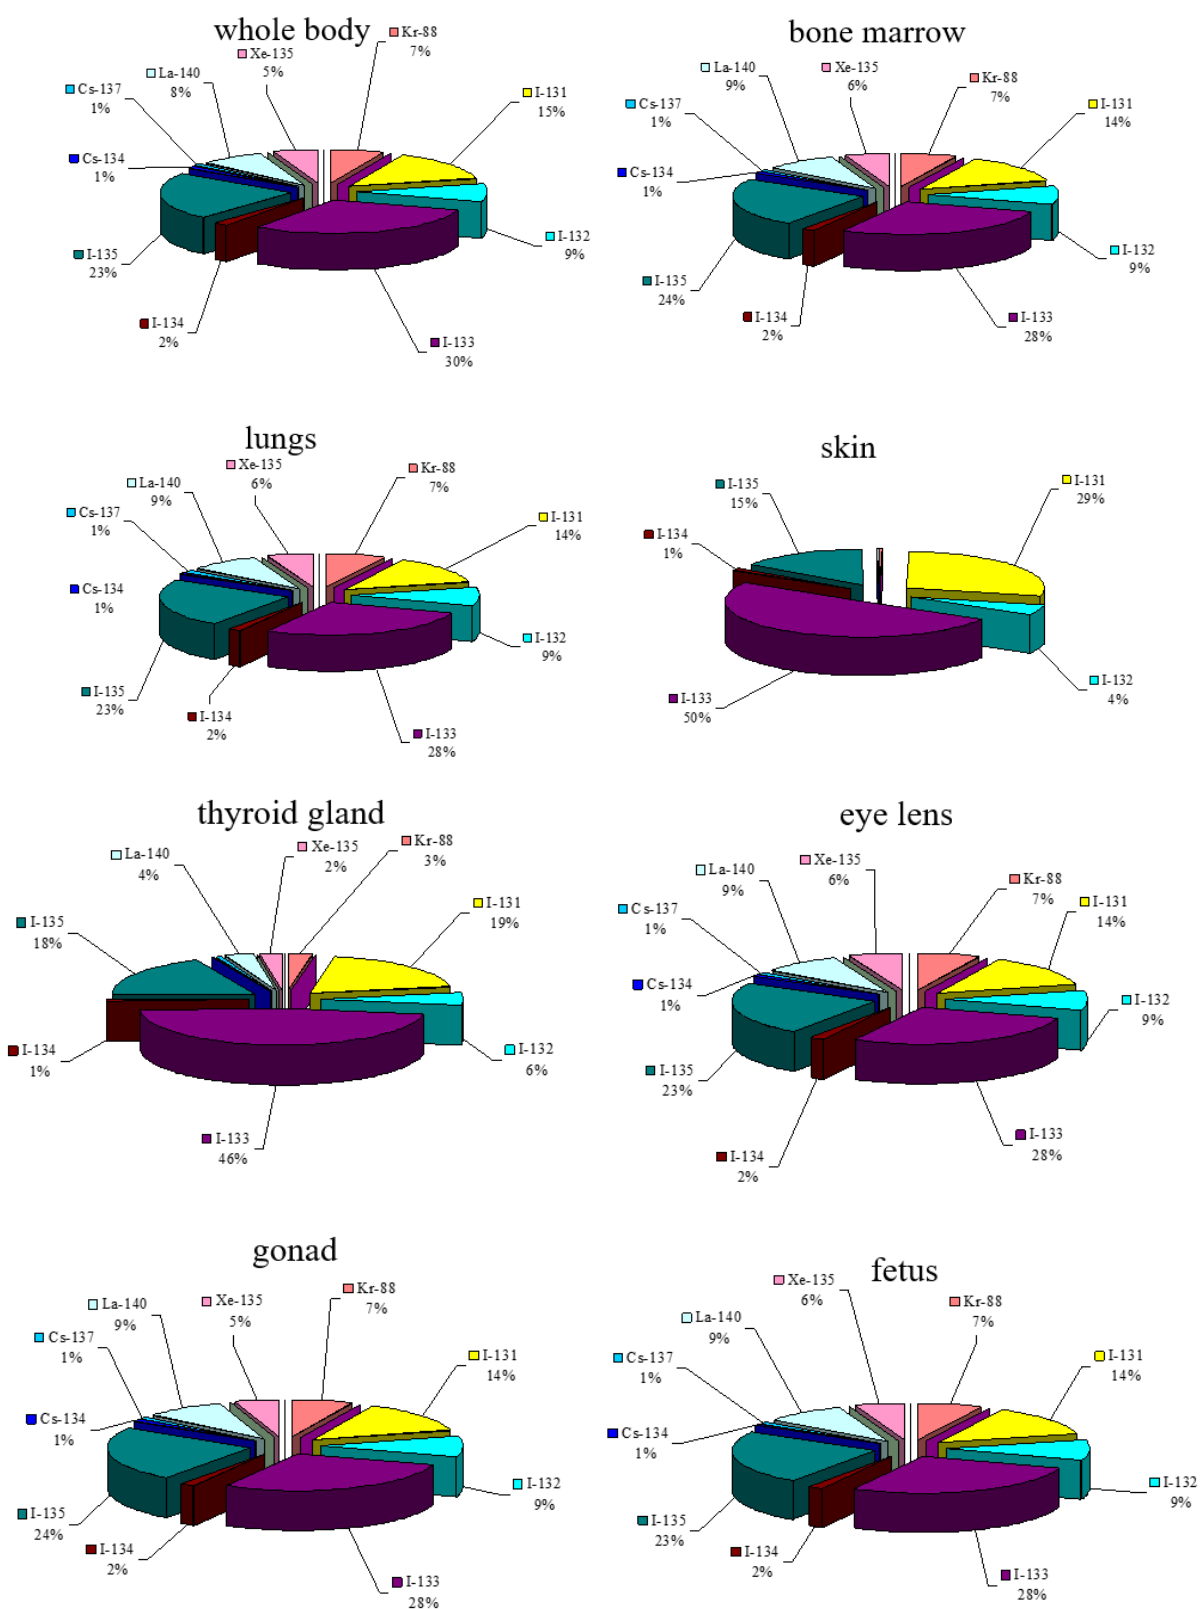 whole body
Kr-88
7%
Xe-135
5%
La-140
8%
Cs-137
1%
Cs-134
1%
I-135
23%
I-134
2%
I-133
30%
I-132
9%
I-131
15%
bone marrow
Xe-135
6%
Kr-88
7%
La-140
9%
Cs-137
1%
Cs-134
1%
I-135
24%
I-134
2%
I-133
28%
I-132
9%
I-131
14%
lungs
Xe-135
6%
Kr-88
7%
La-140
9%
Cs-137
1%
Cs-134
1%
I-135
23%
I-134
2%
I-133
28%
I-132
9%
I-131
14%
skin
I-135
15%
I-131
29%
I-134
1%
I-133
50%
I-132
4%
thyroid gland
Xe-135
2%
Kr-88
3%
La-140
4%
I-135
18%
I-134
1%
I-133
46%
I-132
6%
I-131
19%
eye lens
Xe-135
6%
Kr-88
7%
La-140
9%
Cs-137
1%
Cs-134
1%
I-135
23%
I-134
2%
I-133
28%
I-132
9%
I-131
14%
gonad
Kr-88
7%
Xe-135
5%
La-140
9%
Cs-137
1%
Cs-134
1%
I-135
24%
I-134
2%
I-133
28%
I-132
9%
I-131
14%
fetus
Xe-135
6%
Kr-88
7%
La-140
9%
Cs-137
1%
Cs-134
1%
I-135
23%
I-134
2%
I-133
28%
I-132
9%
I-131
14%